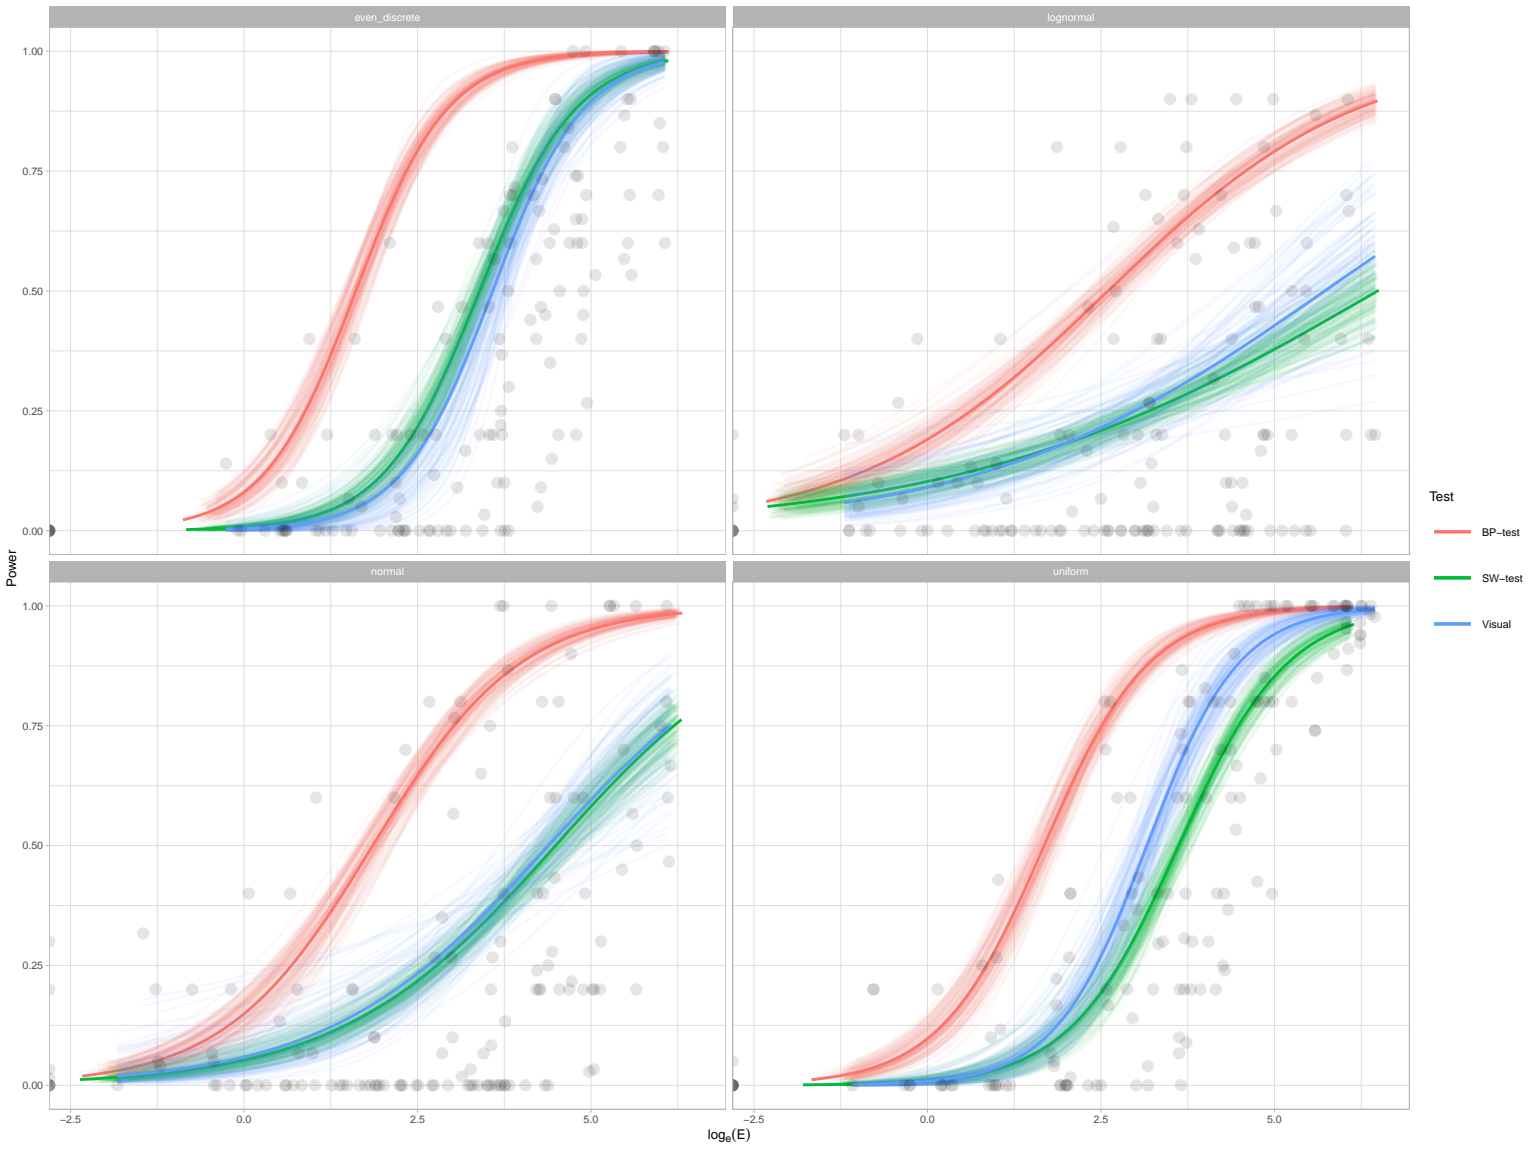 even_discrete
lognormal
1.00
0.75
0.50
0.25
0.00
normal
uniform
1.00
0.75
0.50
0.25
0.00
−2.5 0.0 2.5 5.0
−2.5 0.0 2.5 5.0
Power
logₑ(E)
Test
BP−test
SW−test
Visual